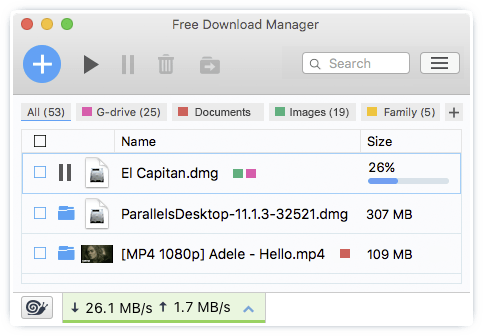 Free Download Manager
Search
All (53) G-drive (25) Documents Images (19) Family (5) +
Name Size
El Capitan.dmg 26%
ParallelsDesktop-11.1.3-32521.dmg 307 MB
[MP4 1080p] Adele - Hello.mp4 109 MB
26.1 MB/s 1.7 MB/s